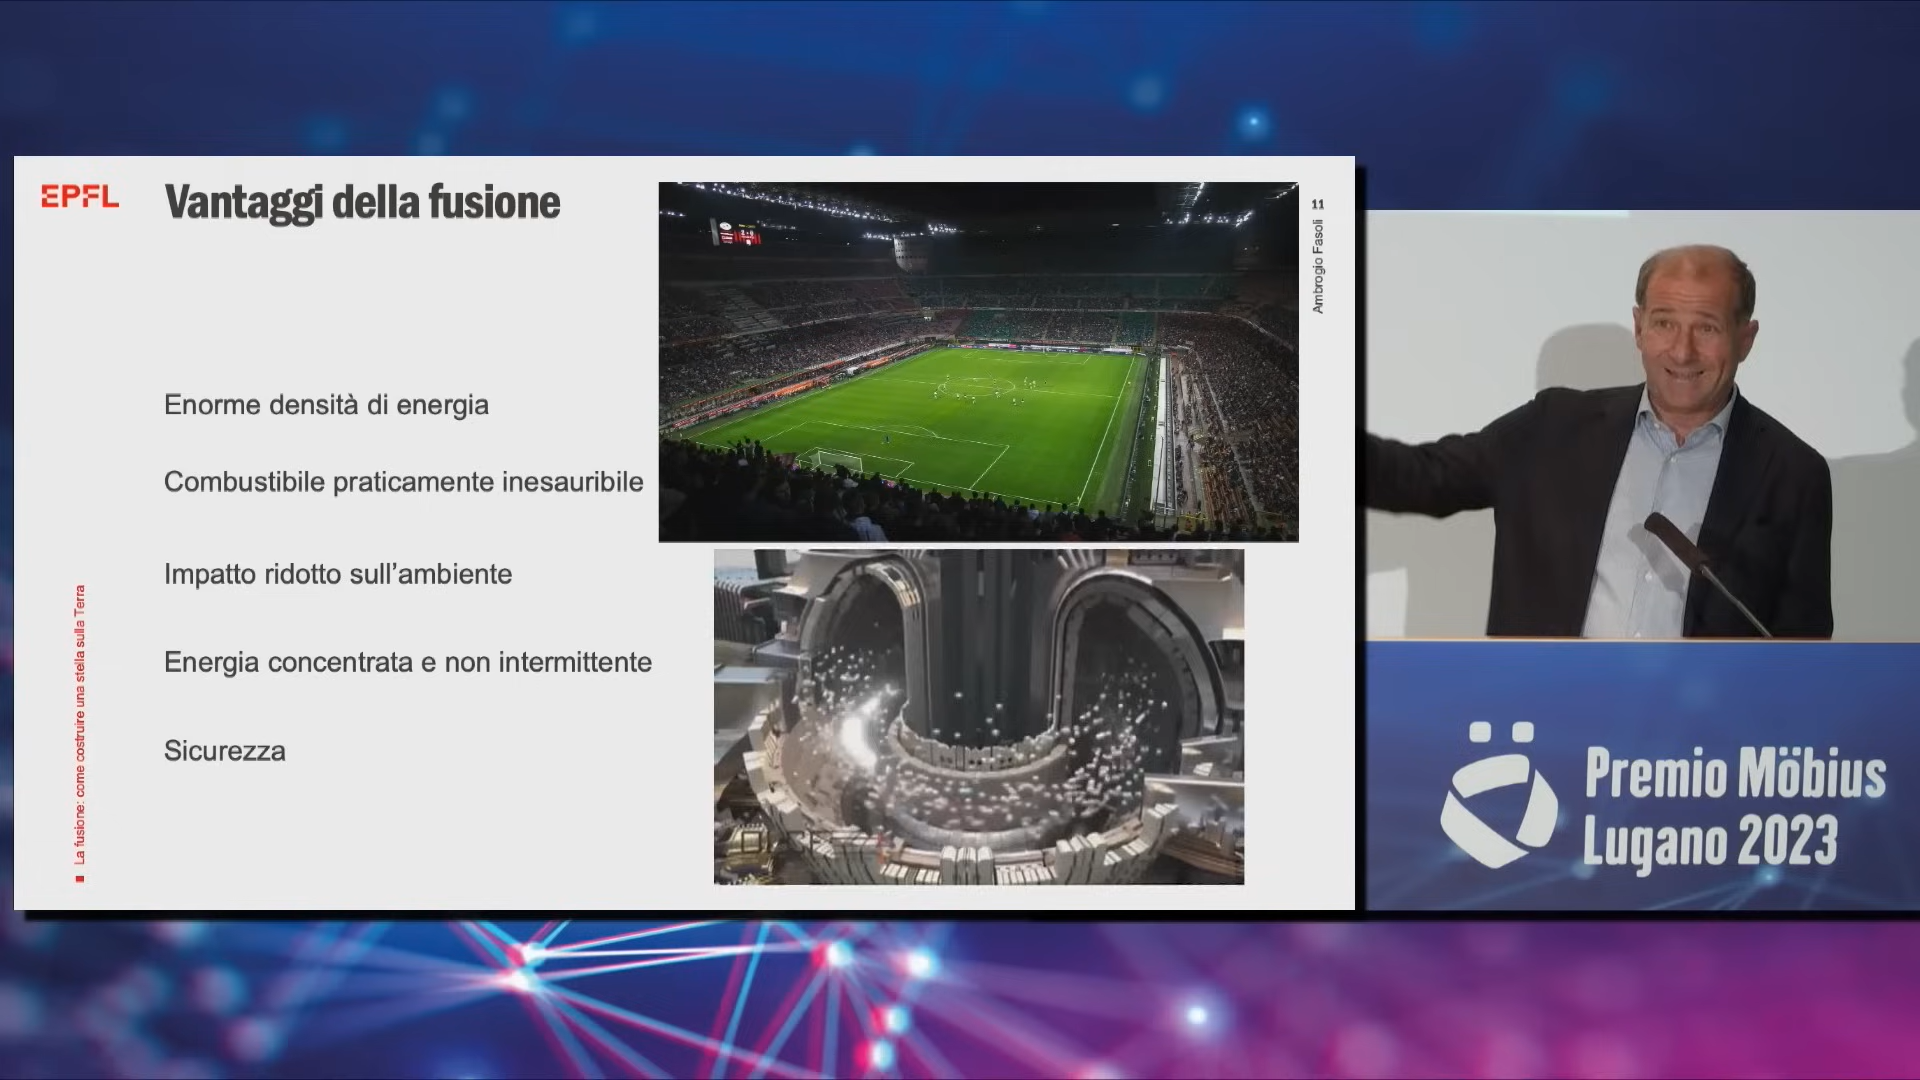 EPFL
Vantaggi della fusione
11
Ambrogio Fasoli
Enorme densità di energia
Combustibile praticamente inesauribile
Impatto ridotto sull’ambiente
Energia concentrata e non intermittente
Sicurezza
La fusione: come costruire una stella sulla Terra
Premio Möbius
Lugano 2023